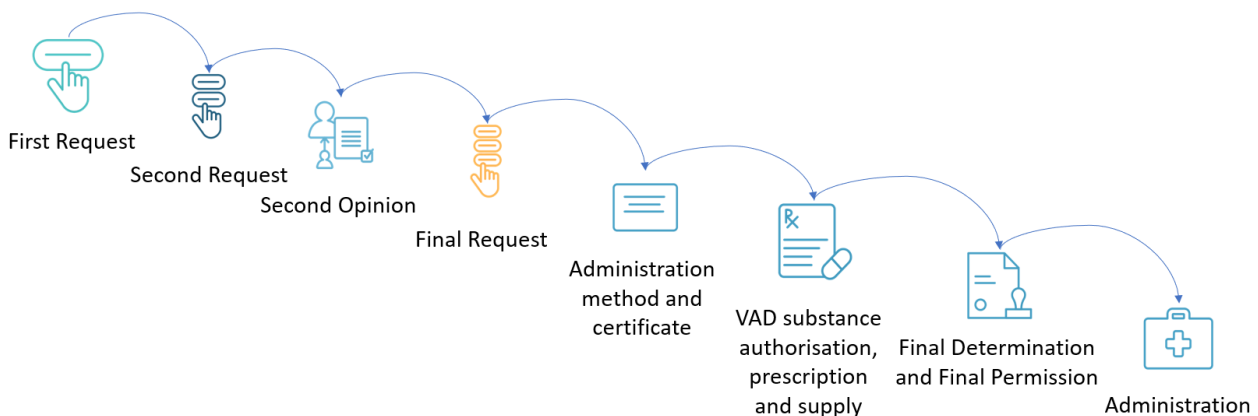 First Request
Second Request
Second Opinion
Final Request
Administration
method and
certificate
Rx
VAD substance
authorisation,
prescription
and supply
Final Determination
and Final Permission
Administration